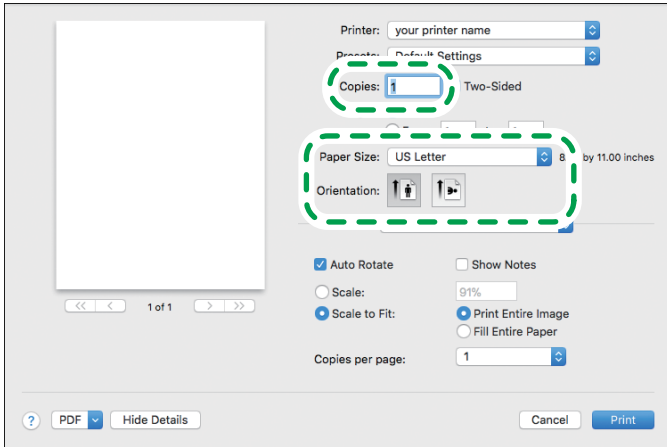 Printer: your printer name
Presets: Default Settings
Copies: 1 Two-Sided
Paper Size: US Letter 8 by 11.00 inches
Orientation:
Auto Rotate Show Notes
Scale: 91%
<< < 1 of 1 > >>
Scale to Fit: Print Entire Image
Fill Entire Paper
Copies per page: 1
? PDF Hide Details Cancel Print